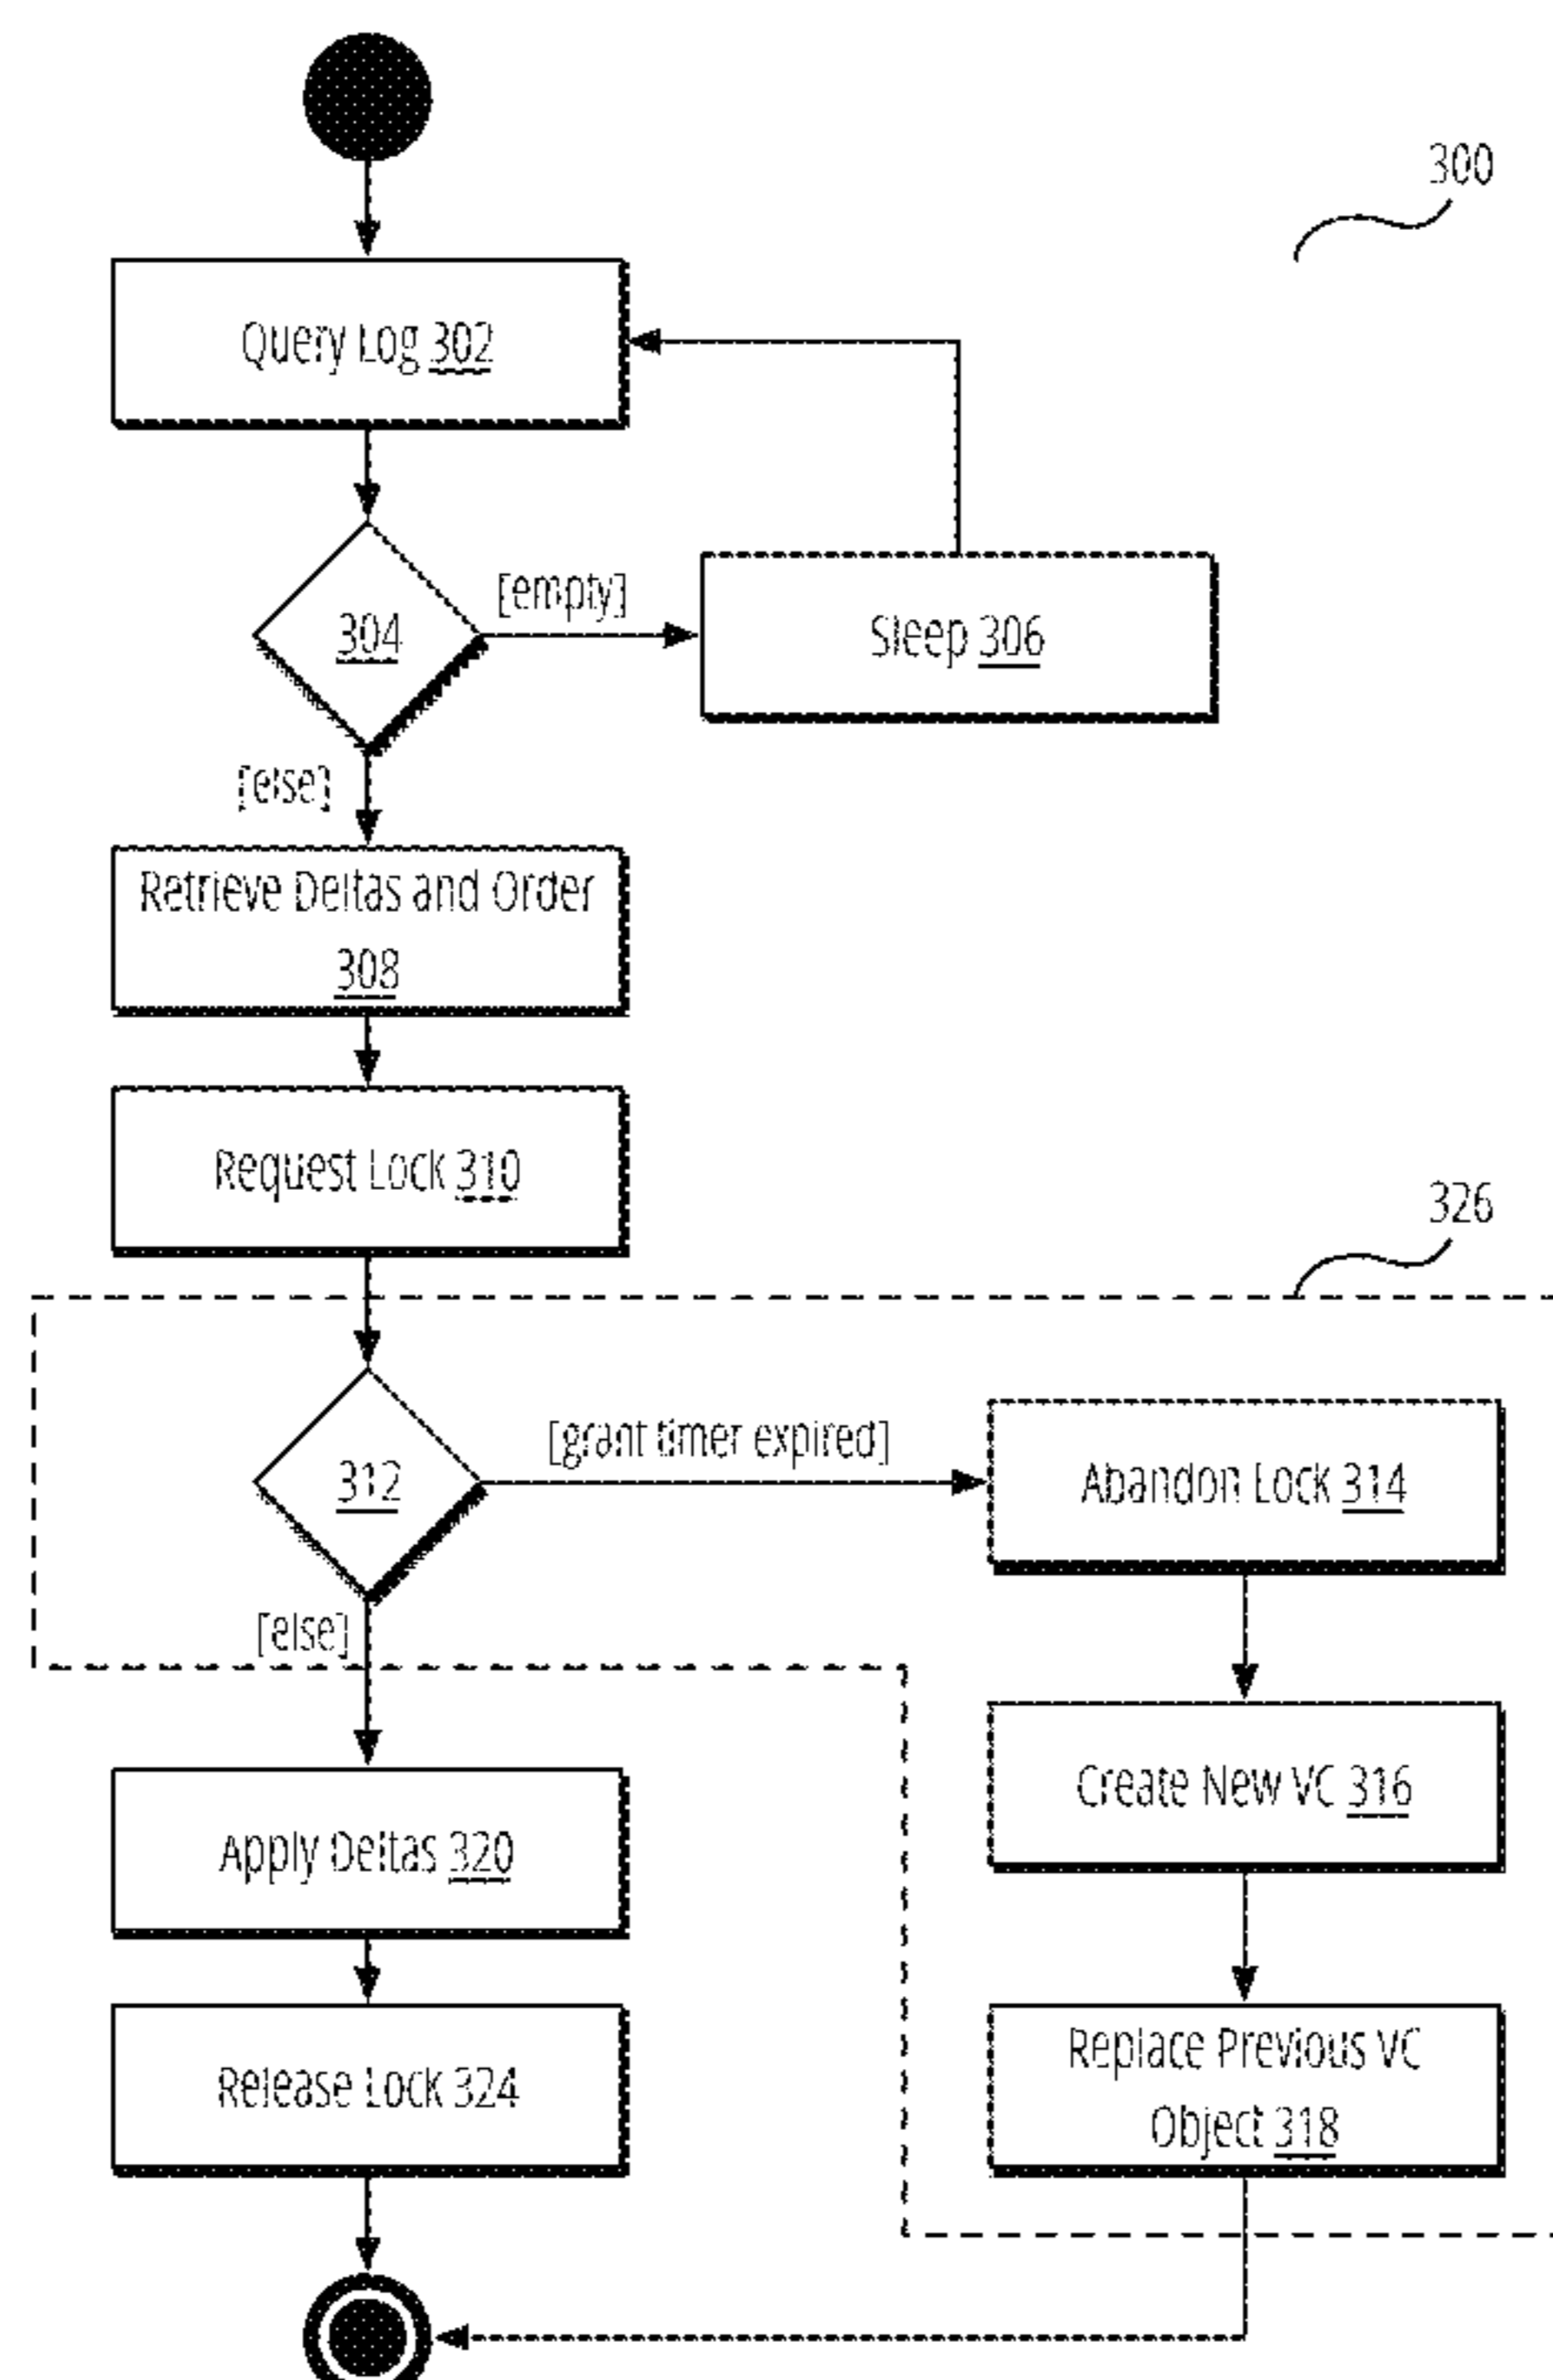 300
Query Log 302
304
[empty]
Sleep 306
[else]
Retrieve Deltas and Order
308
Request Lock 310
326
312
[grant timer expired]
Abandon Lock 314
[else]
Create New VC 316
Apply Deltas 320
Release Lock 324
Replace Previous VC
Object 318